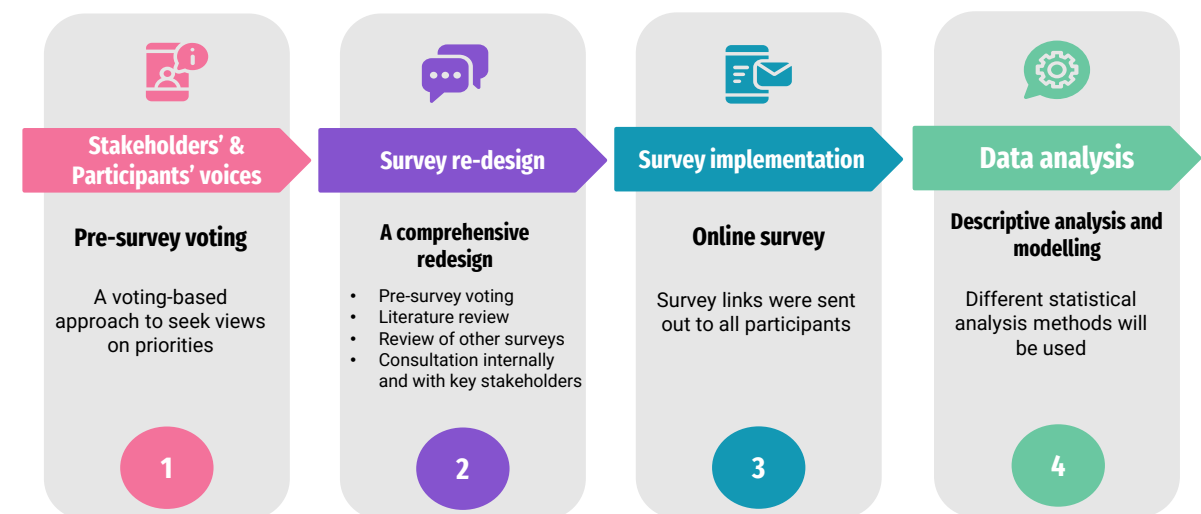 Stakeholders' &
Participants' voices
Pre-survey voting
A voting-based
approach to seek views
on priorities
1
Survey re-design
A comprehensive
redesign
• Pre-survey voting
• Literature review
• Review of other surveys
• Consultation internally
and with key stakeholders
2
Survey implementation
Online survey
Survey links were sent
out to all participants
3
Data analysis
Descriptive analysis and
modelling
Different statistical
analysis methods will
be used
4